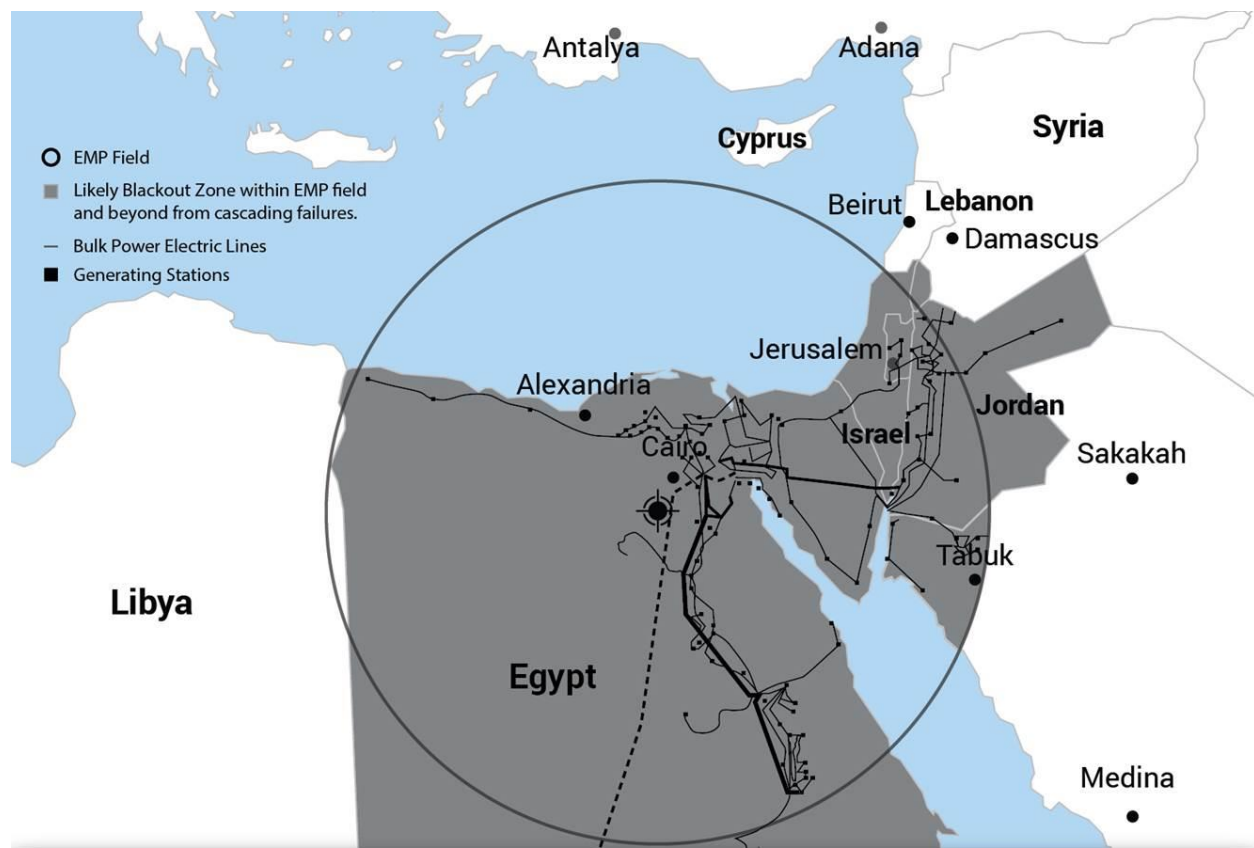 Antalya
Adana
Cyprus
Syria
EMP Field
Likely Blackout Zone within EMP field
and beyond from cascading failures.
Bulk Power Electric Lines
Generating Stations
Beirut
Lebanon
Damascus
Jerusalem
Alexandria
Jordan
Israel
Cairo
Sakakah
Tabuk
Libya
Egypt
Medina